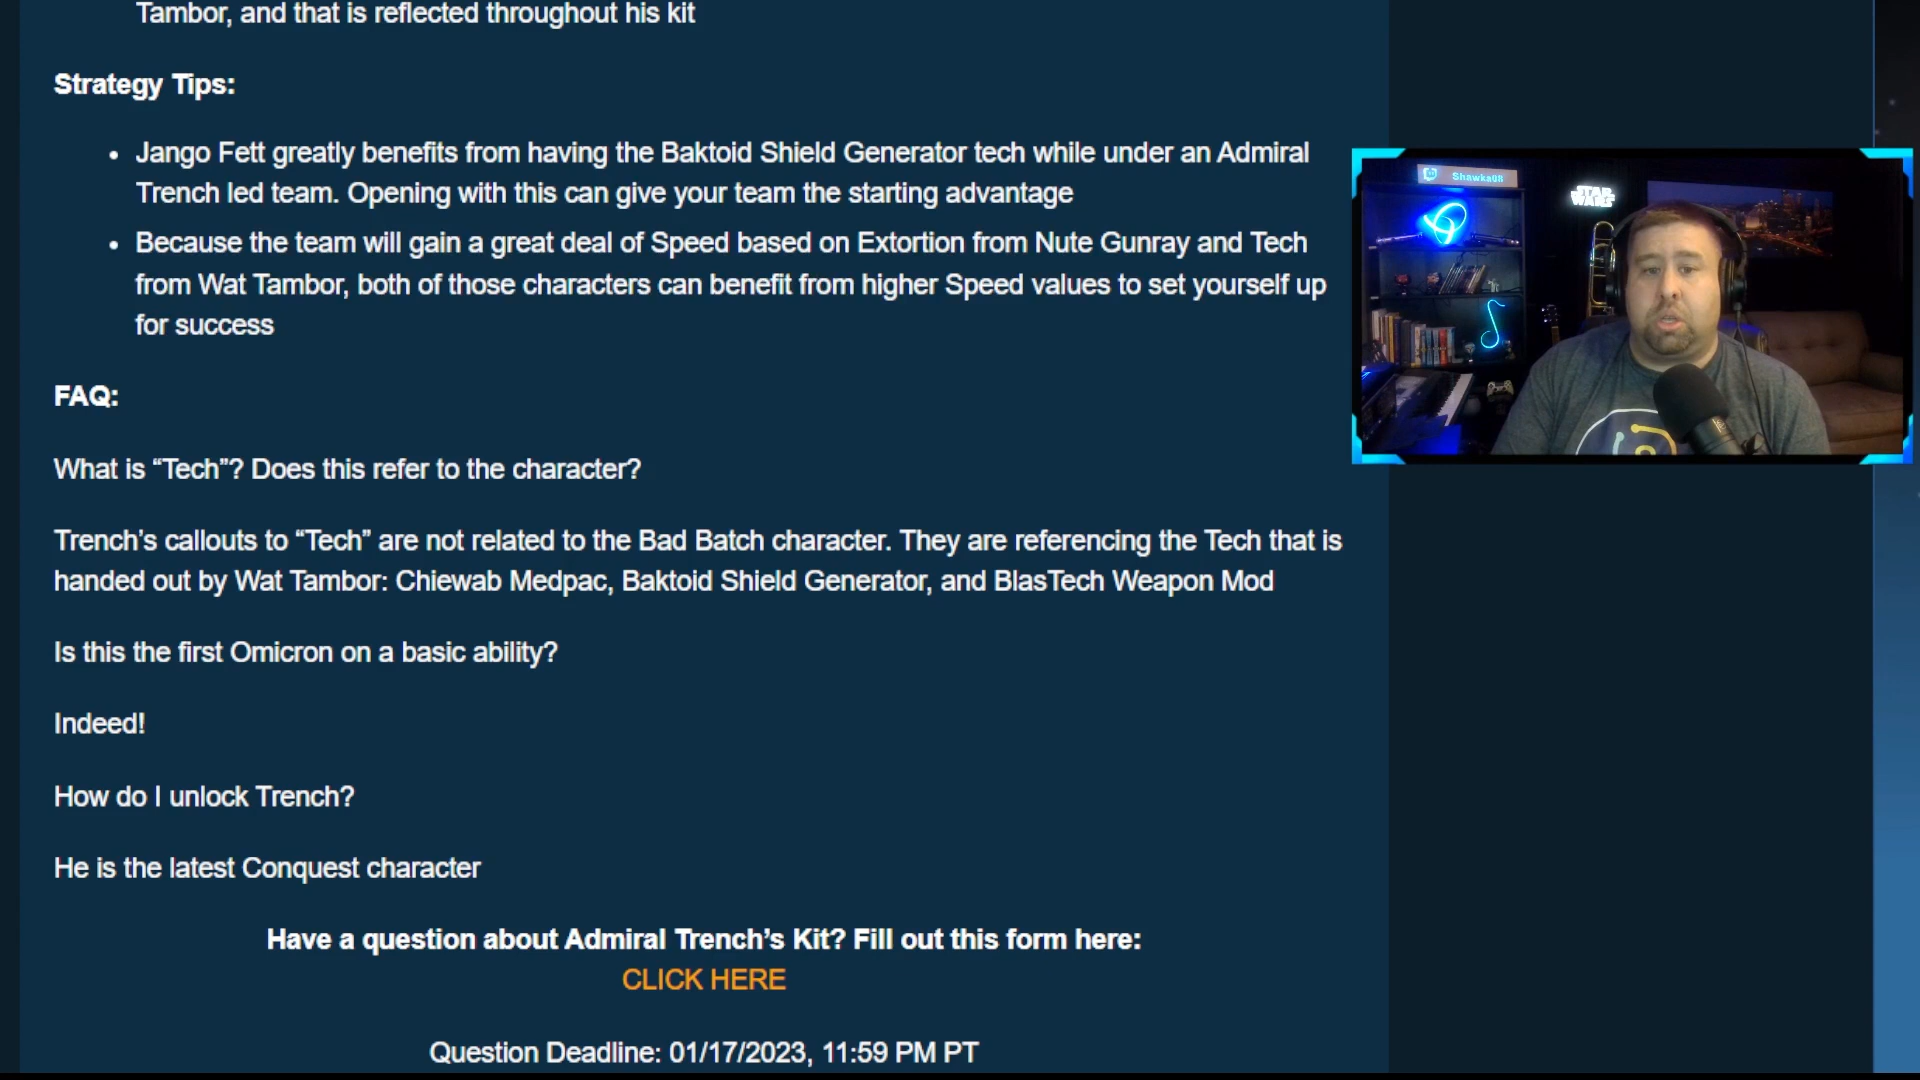 Tambor, and that is reflected throughout his kit
Strategy Tips:
• Jango Fett greatly benefits from having the Baktoid Shield Generator tech while under an Admiral
Trench led team. Opening with this can give your team the starting advantage
• Because the team will gain a great deal of Speed based on Extortion from Nute Gunray and Tech
from Wat Tambor, both of those characters can benefit from higher Speed values to set yourself up
for success
FAQ:
What is “Tech”? Does this refer to the character?
Trench’s callouts to “Tech” are not related to the Bad Batch character. They are referencing the Tech that is
handed out by Wat Tambor: Chiewab Medpac, Baktoid Shield Generator, and BlasTech Weapon Mod
Is this the first Omicron on a basic ability?
Indeed!
How do I unlock Trench?
He is the latest Conquest character
Have a question about Admiral Trench’s Kit? Fill out this form here:
CLICK HERE
Question Deadline: 01/17/2023, 11:59 PM PT
Shawka08
STAR
WARS